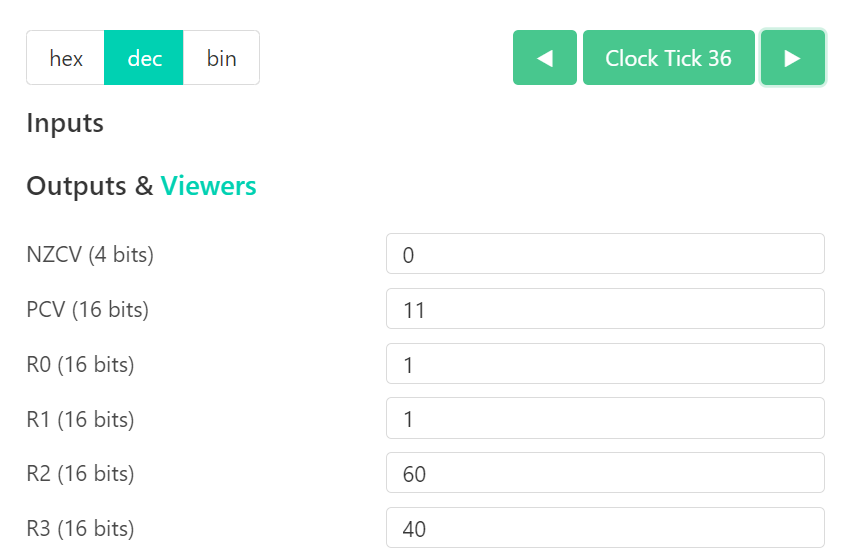 hex dec bin ◀ Clock Tick 36 ▶
Inputs
Outputs & Viewers
NZCV (4 bits) 0
PCV (16 bits) 11
R0 (16 bits) 1
R1 (16 bits) 1
R2 (16 bits) 60
R3 (16 bits) 40